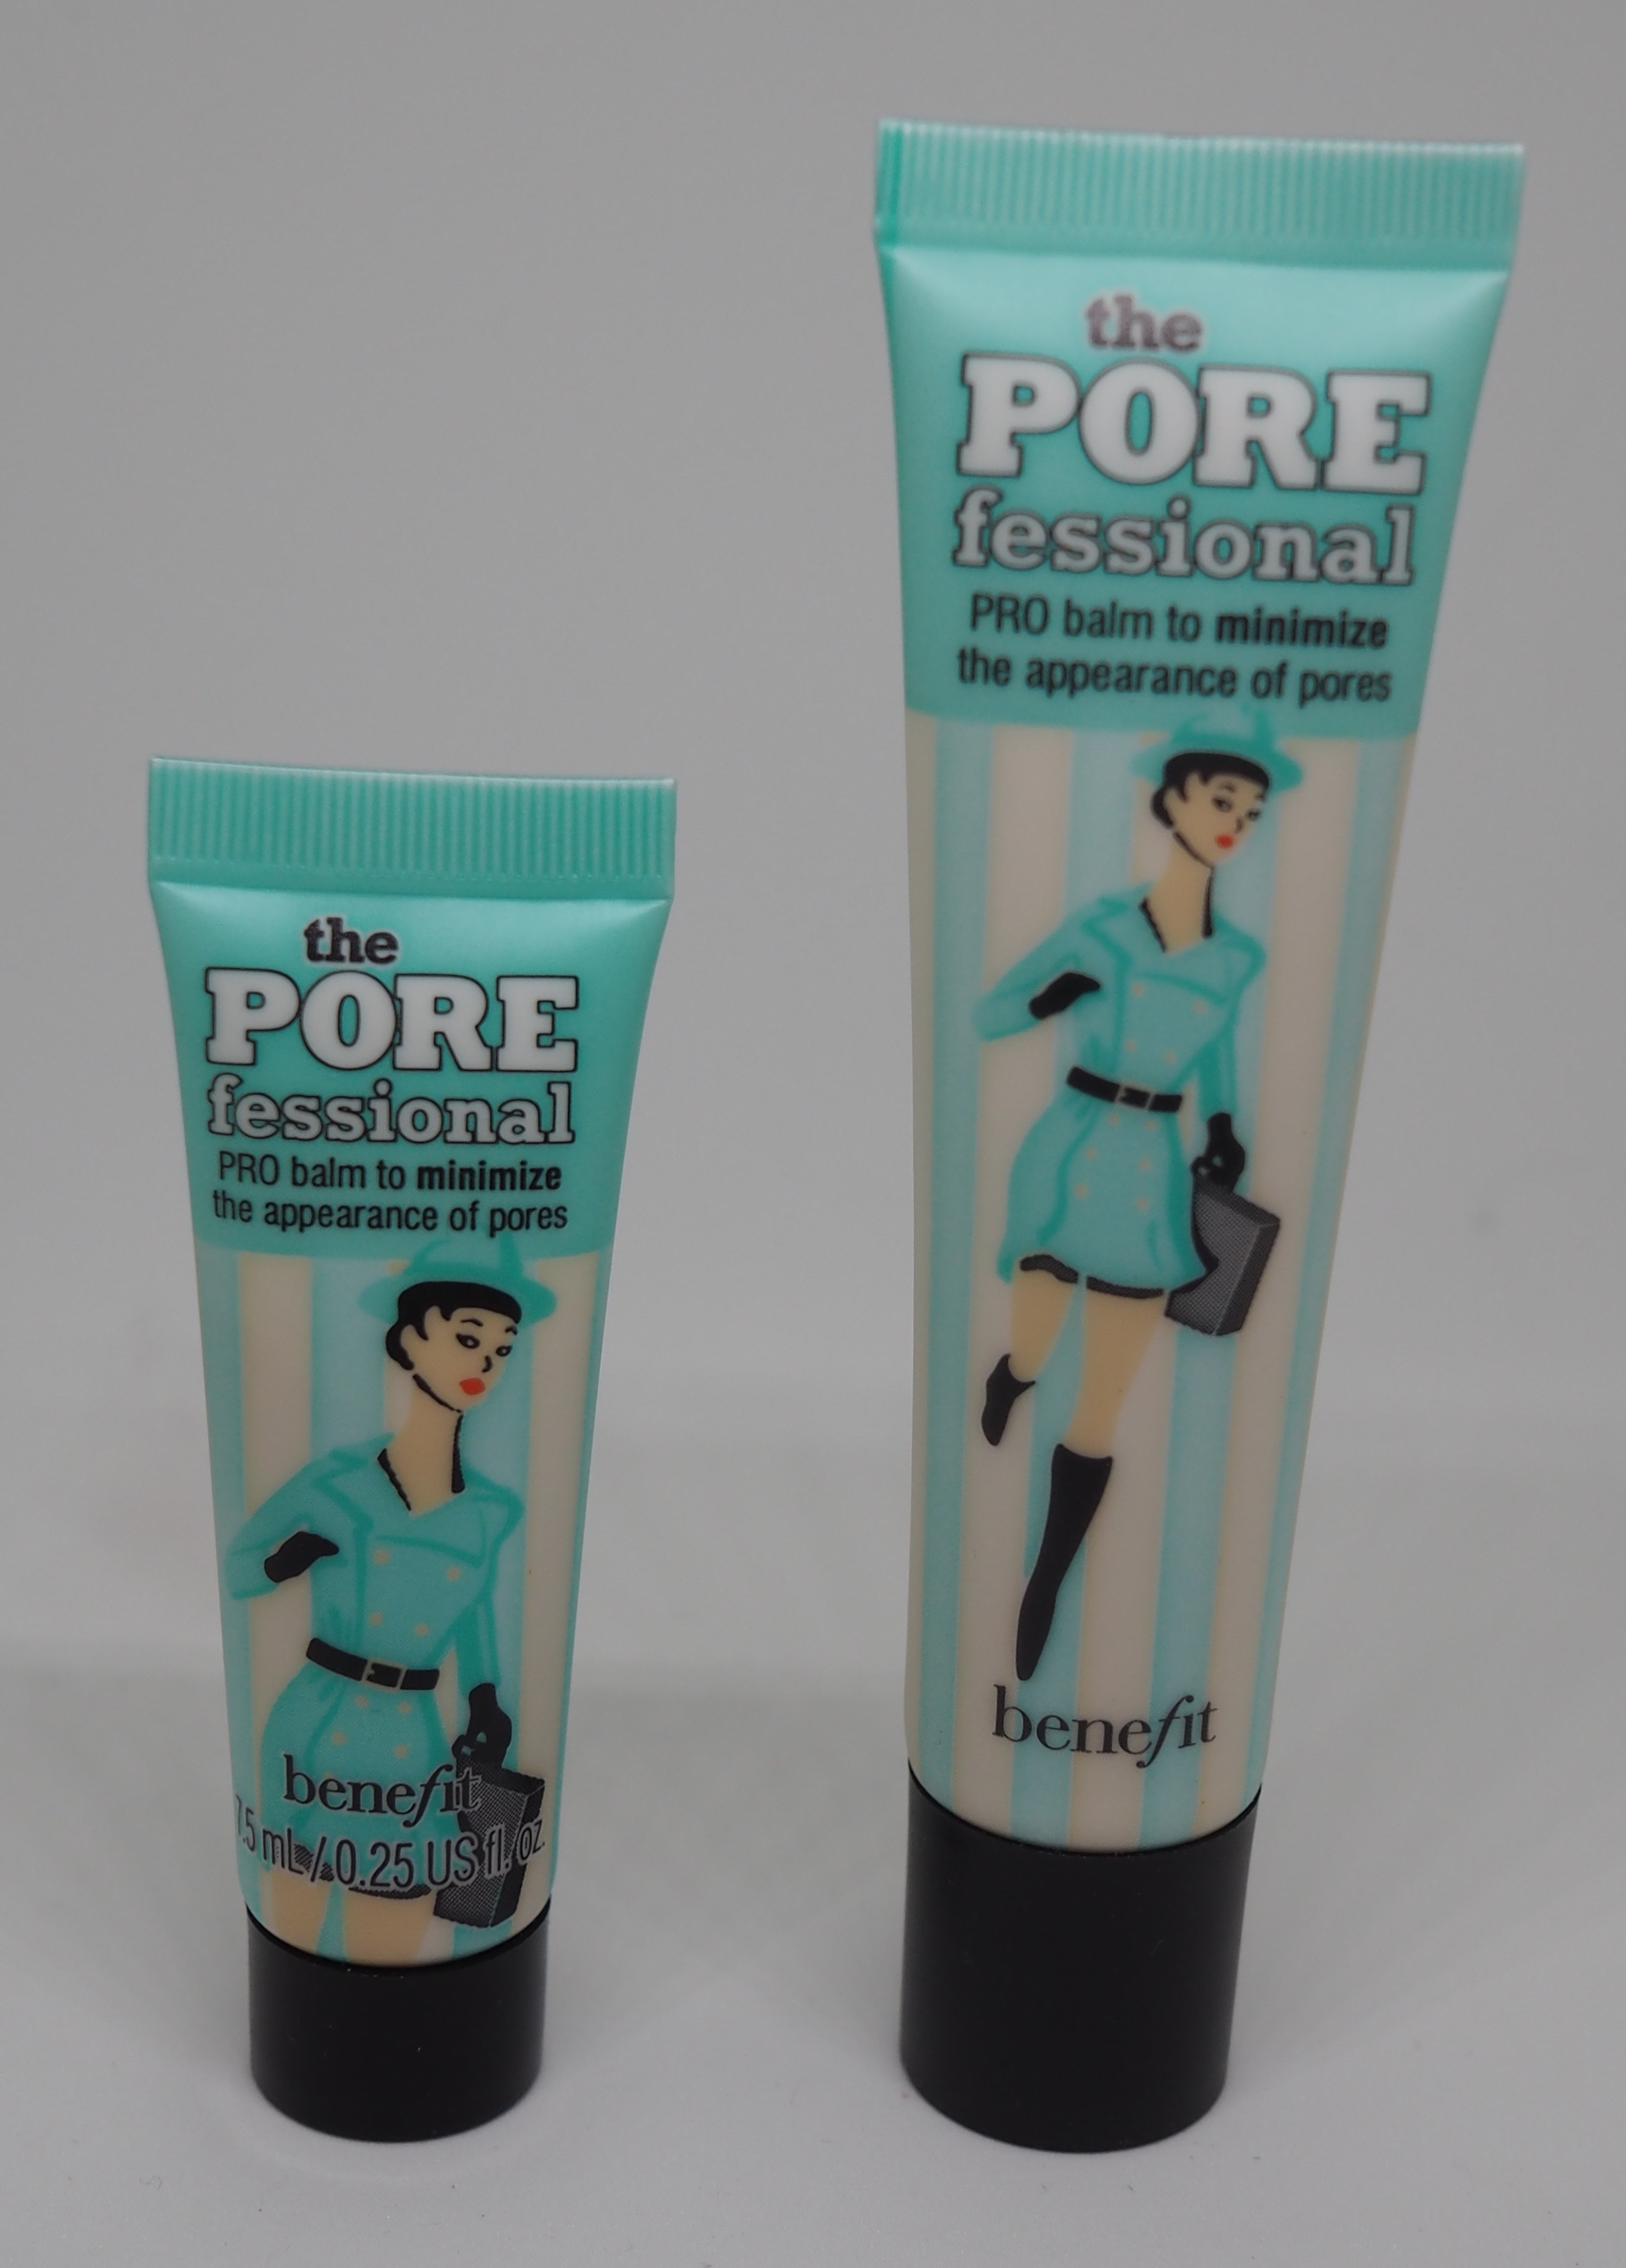 the
PORE
fessional
PRO balm to minimize
the appearance of pores
benefit
7.5 mL / 0.25 US fl. oz.
the
PORE
fessional
PRO balm to minimize
the appearance of pores
benefit